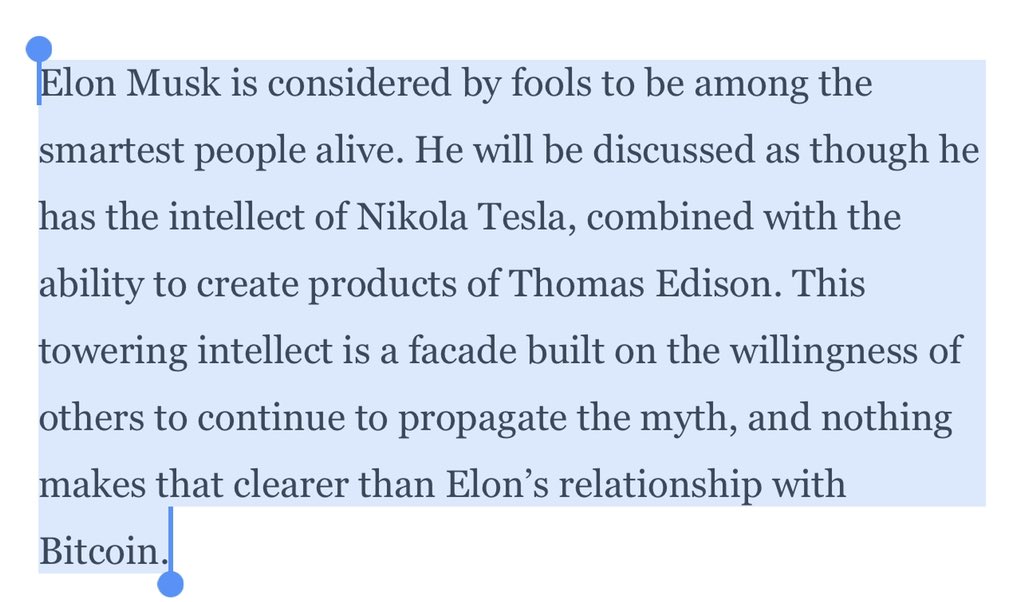 Elon Musk is considered by fools to be among the
smartest people alive. He will be discussed as though he
has the intellect of Nikola Tesla, combined with the
ability to create products of Thomas Edison. This
towering intellect is a facade built on the willingness of
others to continue to propagate the myth, and nothing
makes that clearer than Elon’s relationship with
Bitcoin.